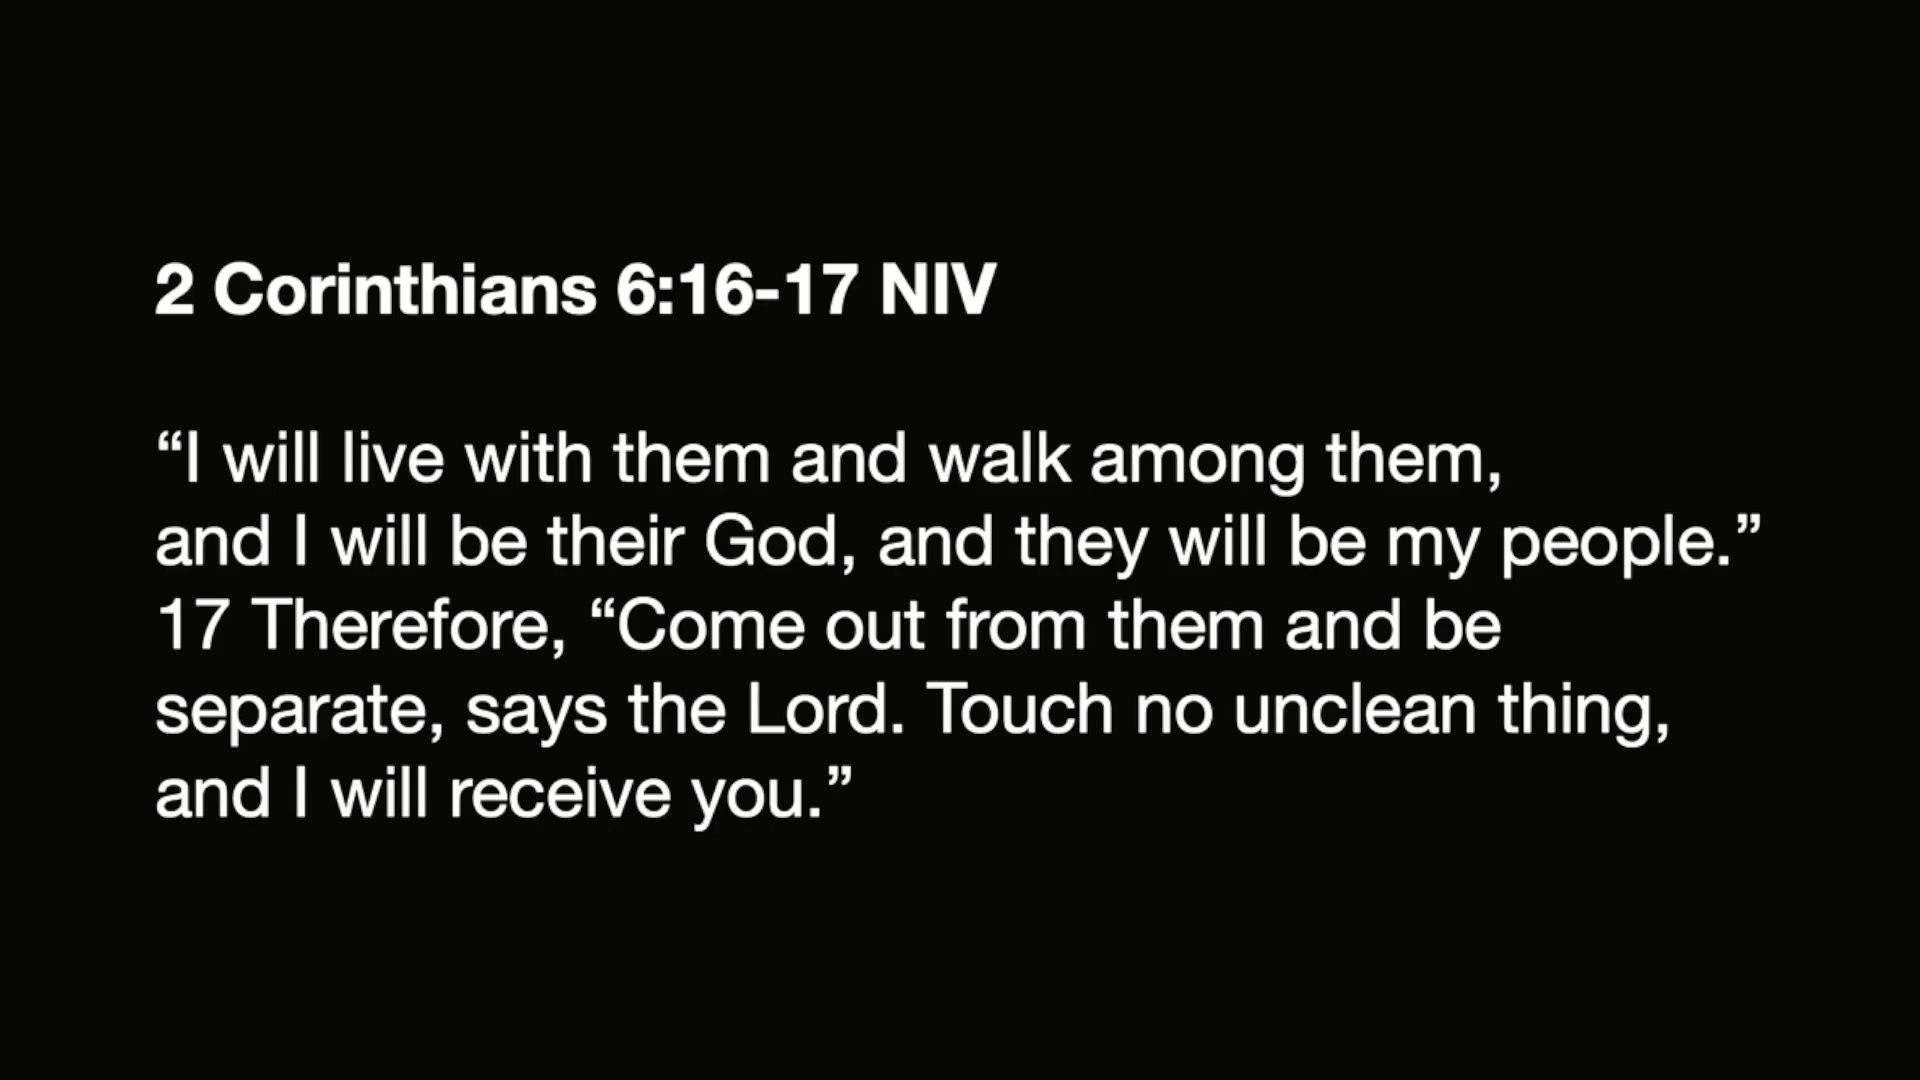 2 Corinthians 6:16-17 NIV
“I will live with them and walk among them,
and I will be their God, and they will be my people.”
17 Therefore, “Come out from them and be
separate, says the Lord. Touch no unclean thing,
and I will receive you.”